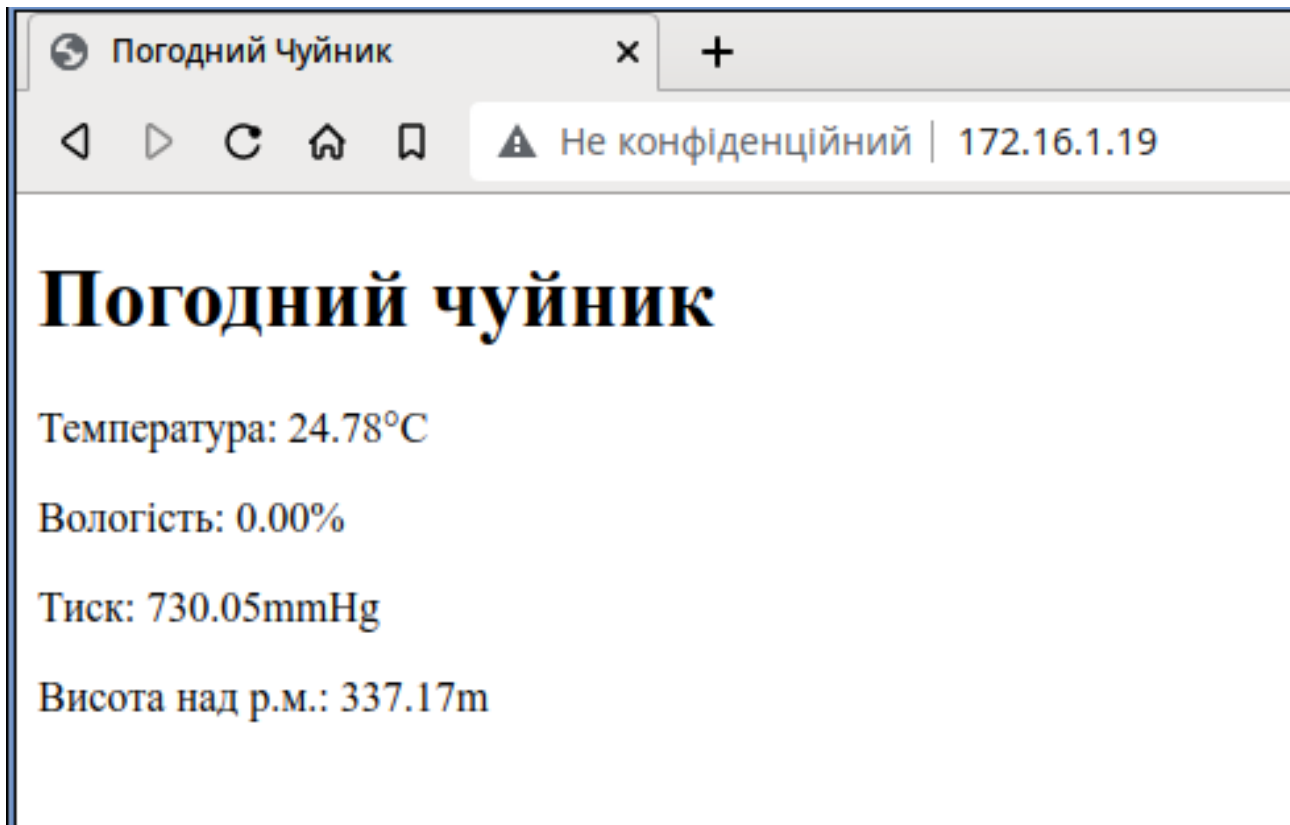 Погодний Чуйник
Не конфіденційний 172.16.1.19
Погодний чуйник
Температура: 24.78°C
Вологість: 0.00%
Тиск: 730.05mmHg
Висота над р.м.: 337.17m